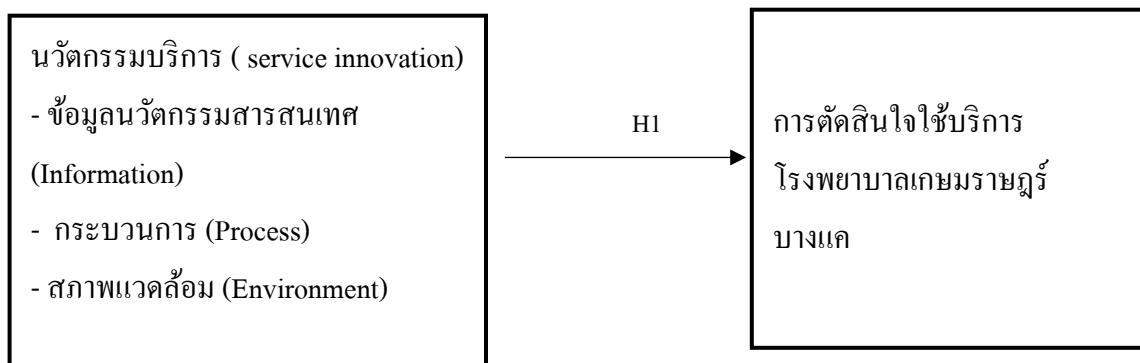 นวัตกรรมบริการ ( service innovation)
- ข้อมูลนวัตกรรมสารสนเทศ
(Information)
- กระบวนการ (Process)
- สภาพแวดล้อม (Environment)
H1
การตัดสินใจใช้บริการ
โรงพยาบาลเกษมราษฎร์
บางแค